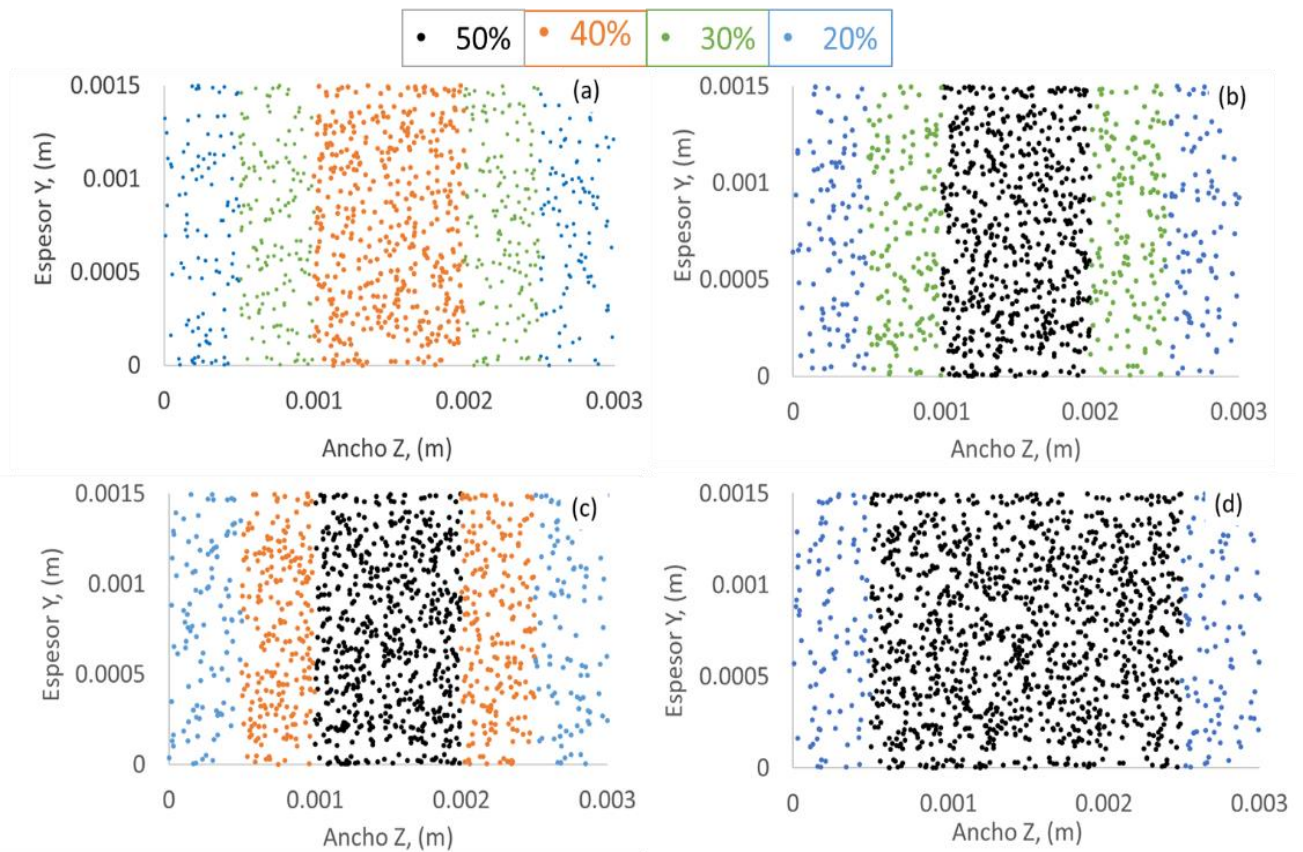 • 50% • 40% • 30% • 20%
(a)
0.0015
0.001
0.0005
0
Espesor Y, (m)
0 0.001 0.002 0.003
Ancho Z, (m)
(b)
0.0015
0.001
0.0005
0
Espesor Y, (m)
0 0.001 0.002 0.003
Ancho Z, (m)
(c)
0.0015
0.001
0.0005
0
Espesor Y, (m)
0 0.001 0.002 0.003
Ancho Z, (m)
(d)
0.0015
0.001
0.0005
0
Espesor Y, (m)
0 0.001 0.002 0.003
Ancho Z, (m)